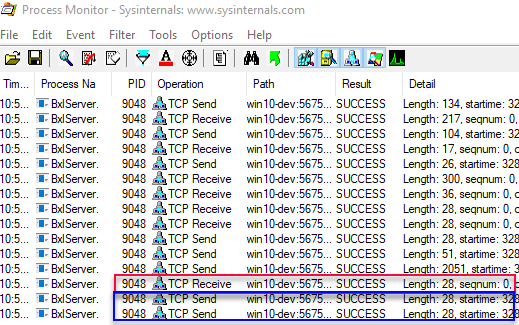 Process Monitor - Sysinternals: www.sysinternals.com
File Edit Event Filter Tools Options Help
Tim... Process Na PID Operation Path Result Detail
10:5... BxlServer. 9048 TCP Send win10-dev:5675... SUCCESS Length: 134, startime: 32
10:5... BxlServer. 9048 TCP Receive win10-dev:5675... SUCCESS Length: 217, seqnum: 0,
10:5... BxlServer. 9048 TCP Send win10-dev:5675... SUCCESS Length: 104, startime: 32
10:5... BxlServer. 9048 TCP Receive win10-dev:5675... SUCCESS Length: 17, seqnum: 0, c
10:5... BxlServer. 9048 TCP Send win10-dev:5675... SUCCESS Length: 26, startime: 328
10:5... BxlServer. 9048 TCP Receive win10-dev:5675... SUCCESS Length: 300, seqnum: 0,
10:5... BxlServer. 9048 TCP Receive win10-dev:5675... SUCCESS Length: 36, seqnum: 0, c
10:5... BxlServer. 9048 TCP Receive win10-dev:5675... SUCCESS Length: 28, seqnum: 0, c
10:5... BxlServer. 9048 TCP Receive win10-dev:5675... SUCCESS Length: 28, seqnum: 0, c
10:5... BxlServer. 9048 TCP Send win10-dev:5675... SUCCESS Length: 28, startime: 328
10:5... BxlServer. 9048 TCP Send win10-dev:5675... SUCCESS Length: 51, startime: 328
10:5... BxlServer. 9048 TCP Send win10-dev:5675... SUCCESS Length: 2051, startime: 3
10:5... BxlServer. 9048 TCP Receive win10-dev:5675... SUCCESS Length: 28, seqnum: 0, c
10:5... BxlServer. 9048 TCP Send win10-dev:5675... SUCCESS Length: 28, startime: 328
10:5... BxlServer. 9048 TCP Send win10-dev:5675... SUCCESS Length: 28, startime: 328